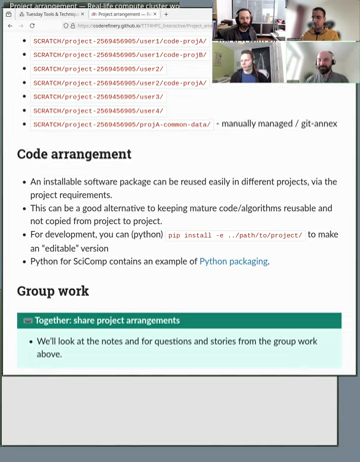 Project arrangement — Real-life compute cluster wo
Tuesday Tools & Techniq
Project arrangement —
SCRATCH/project-2569456905/user1/code-projA/
SCRATCH/project-2569456905/user1/code-projB/
SCRATCH/project-2569456905/user2/
SCRATCH/project-2569456905/user2/code-projA/
SCRATCH/project-2569456905/user3/
SCRATCH/project-2569456905/user4/
SCRATCH/project-2569456905/projA-common-data/ - manually managed / git-annex
Code arrangement
An installable software package can be reused easily in different projects, via the
project requirements.
This can be a good alternative to keeping mature code/algorithms reusable and
not copied from project to project.
For development, you can (python) pip install -e ../path/to/project/ to make
an “editable” version
Python for SciComp contains an example of Python packaging.
Group work
Together: share project arrangements
We’ll look at the notes and for questions and stories from the group work
above.